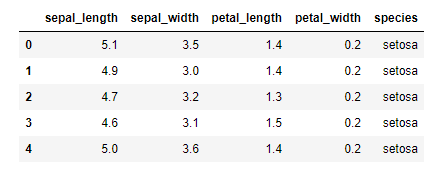 sepal_length sepal_width petal_length petal_width species
0 5.1 3.5 1.4 0.2 setosa
1 4.9 3.0 1.4 0.2 setosa
2 4.7 3.2 1.3 0.2 setosa
3 4.6 3.1 1.5 0.2 setosa
4 5.0 3.6 1.4 0.2 setosa